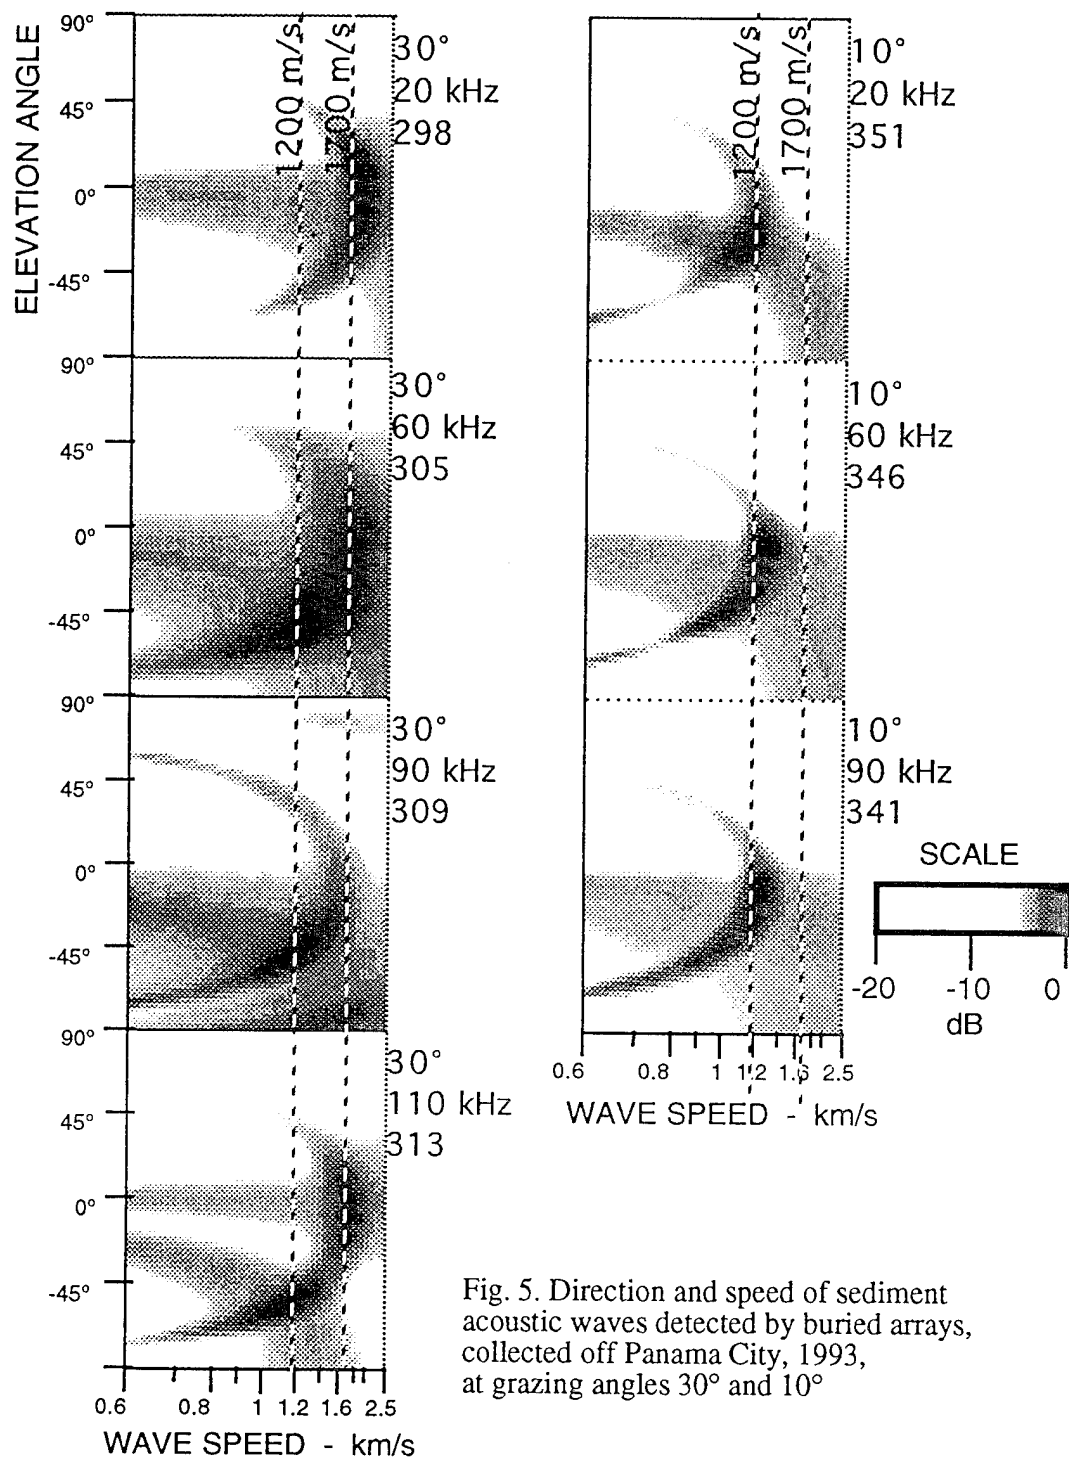 ELEVATION ANGLE
90°
45°
0°
-45°
90°
45°
0°
-45°
90°
45°
0°
-45°
90°
45°
0°
-45°
1200 m/s
1700 m/s
30°
20 kHz
298
30°
60 kHz
305
30°
90 kHz
309
30°
110 kHz
313
0.6 0.8 1 1.2 1.6 2.5
WAVE SPEED - km/s
1200 m/s
1700 m/s
10°
20 kHz
351
10°
60 kHz
346
10°
90 kHz
341
0.6 0.8 1 1.2 1.6 2.5
WAVE SPEED - km/s
SCALE
-20 -10 0
dB
Fig. 5. Direction and speed of sediment
acoustic waves detected by buried arrays,
collected off Panama City, 1993,
at grazing angles 30° and 10°